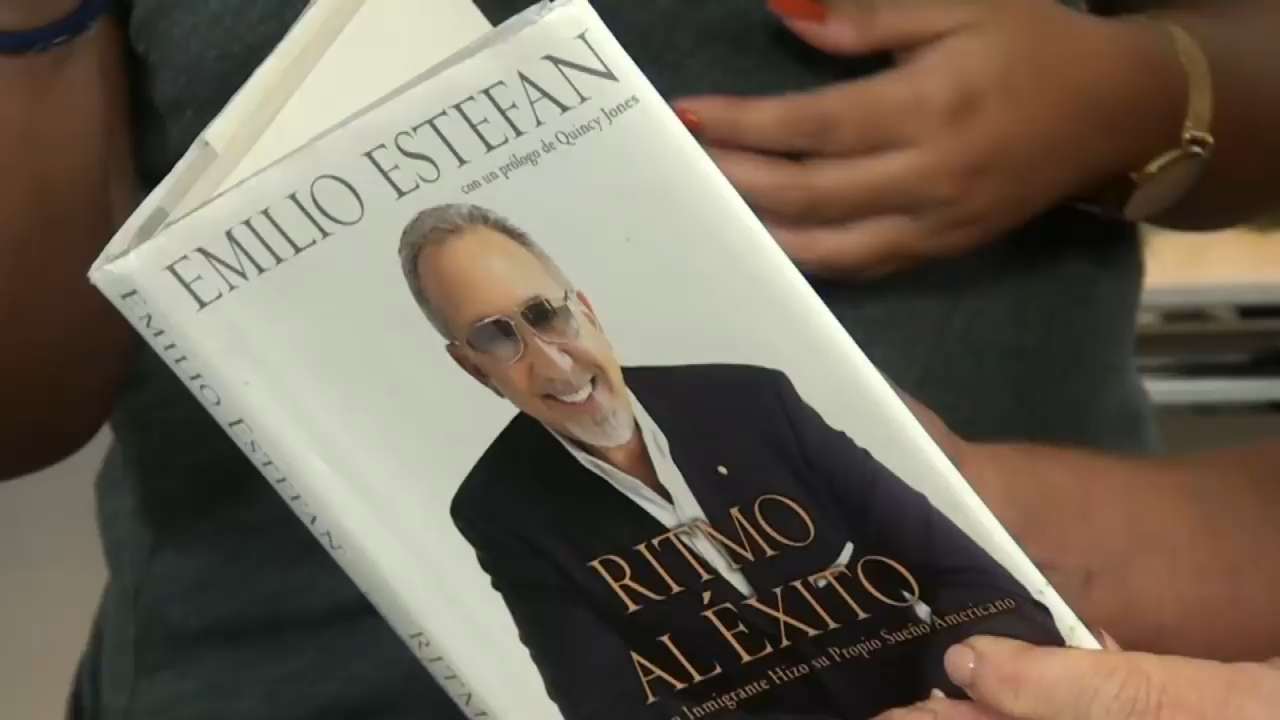 EMILIO ESTEFAN
con un prólogo de Quincy Jones
RITMO
AL ÉXITO
Inmigrante Hizo su Propio Sueño Americano
EMILIO ESTEFAN
RITM